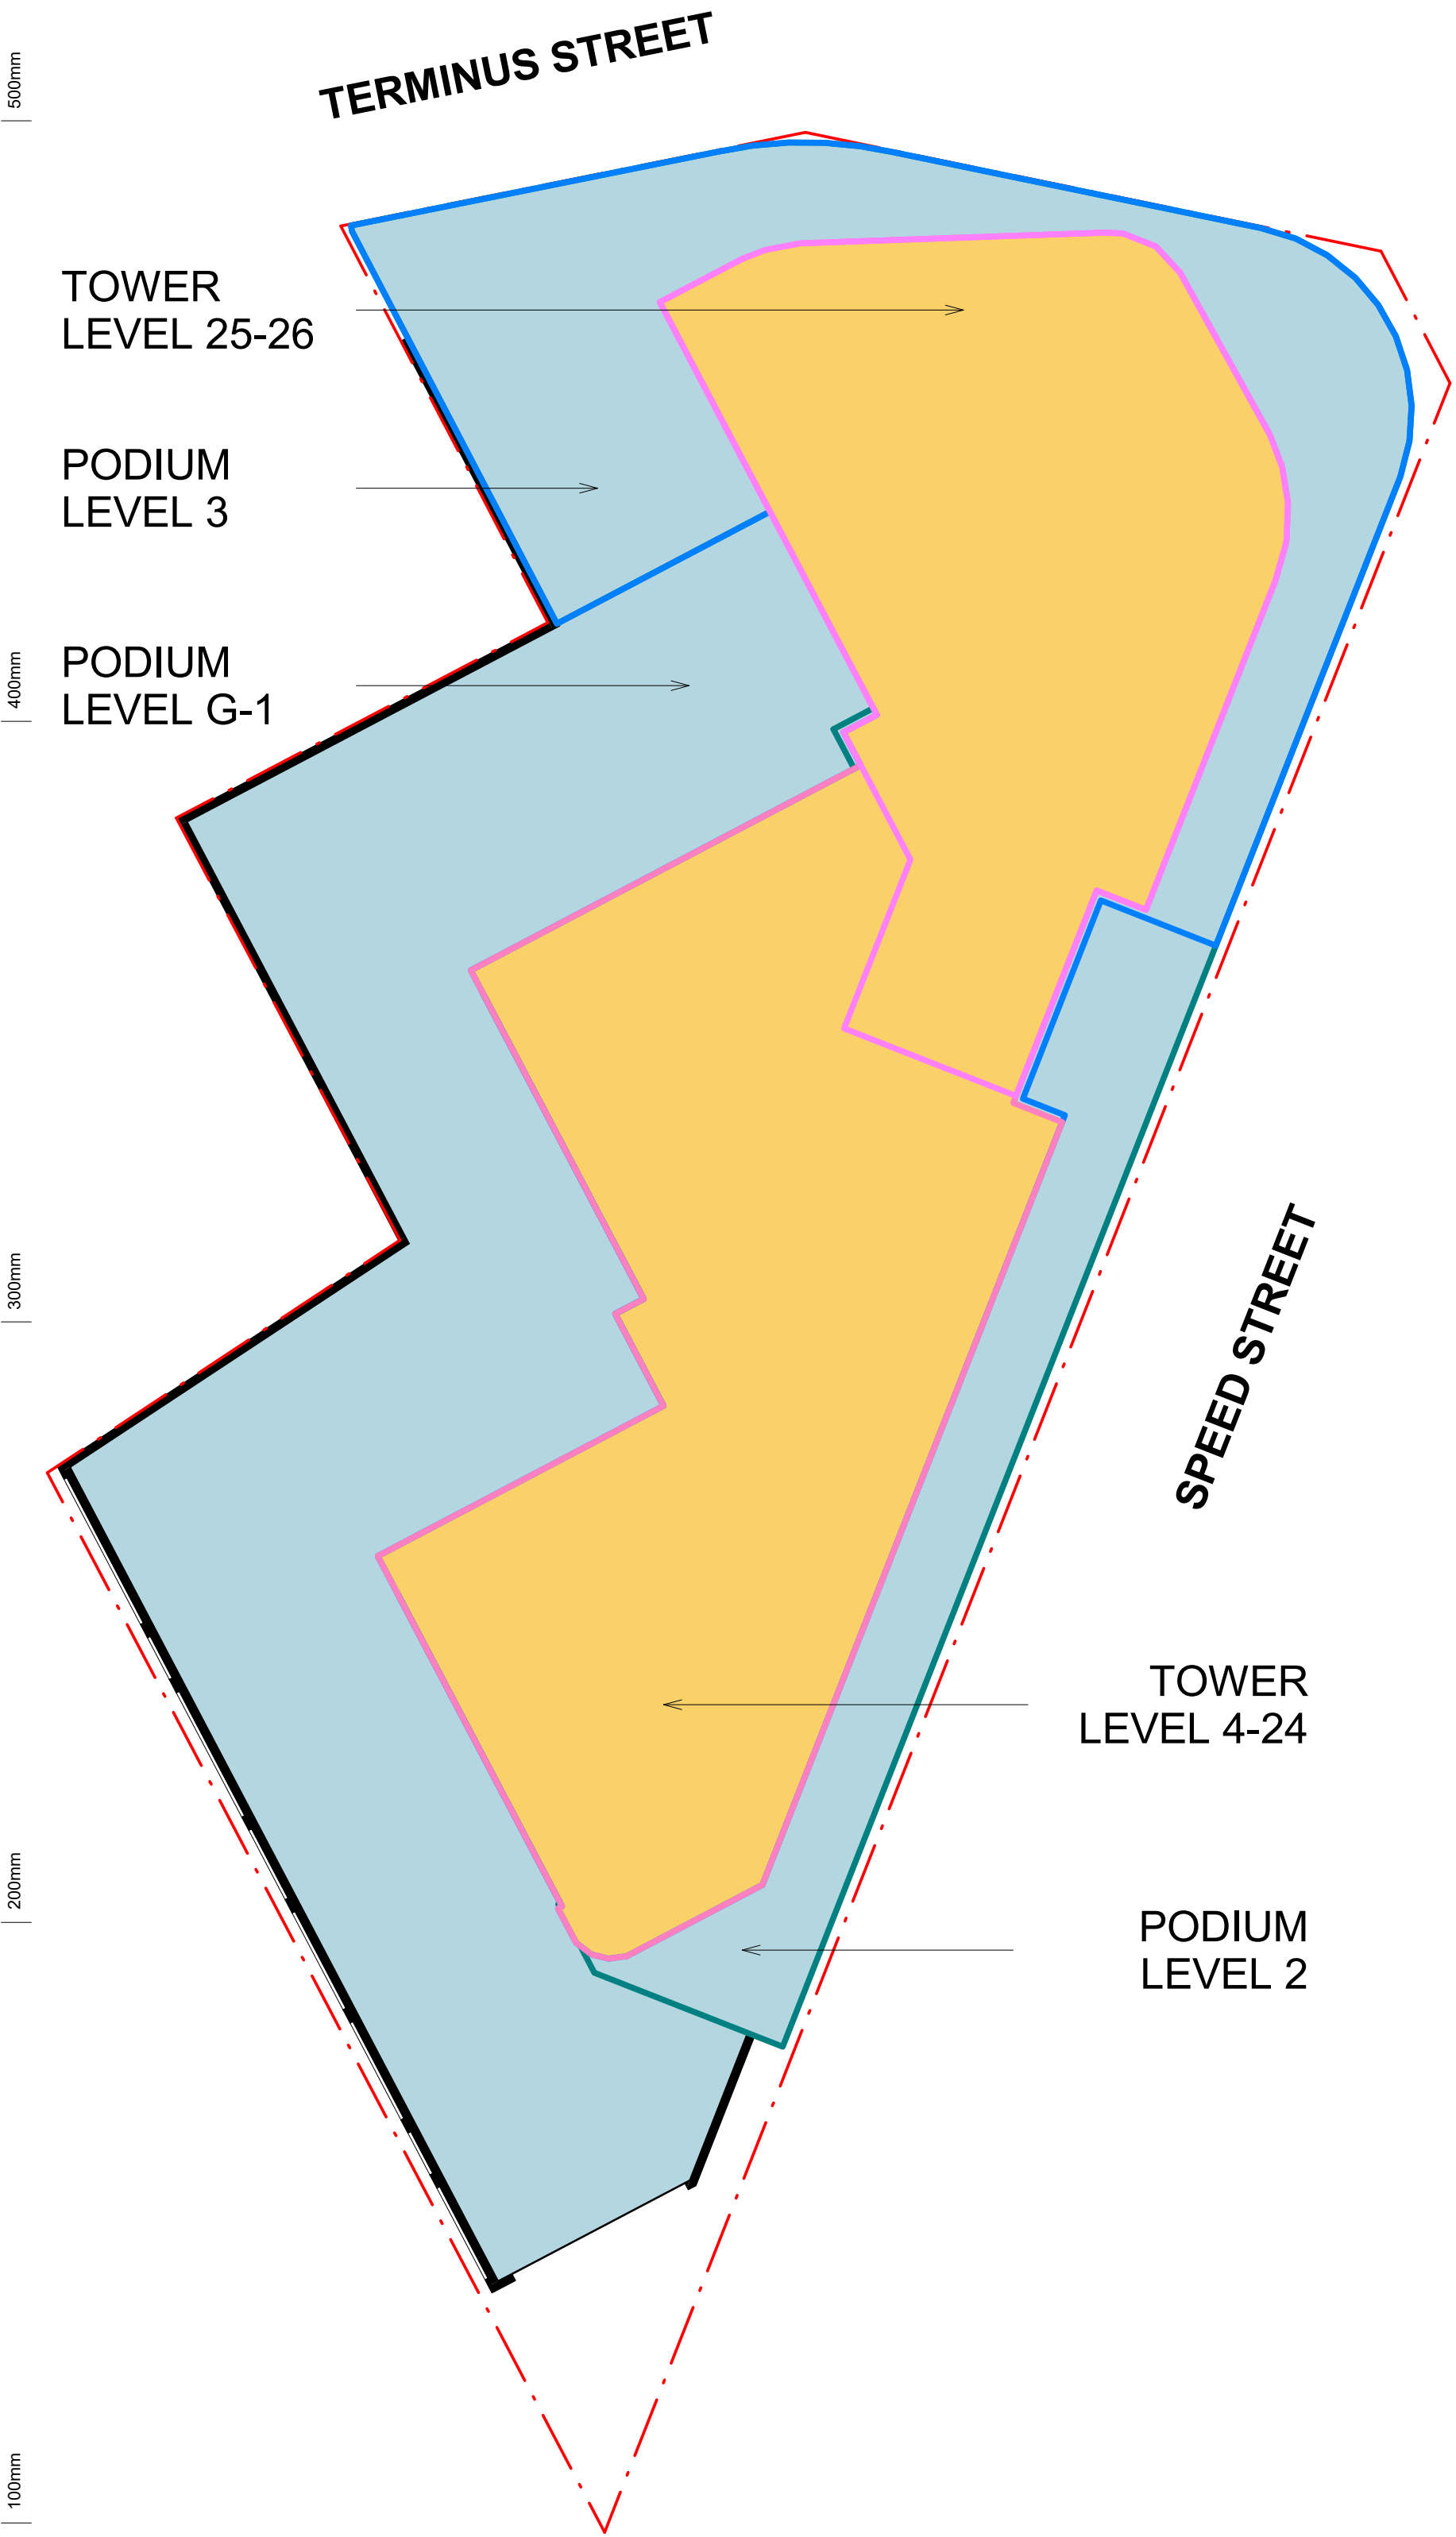 TERMINUS STREET
500mm
TOWER
LEVEL 25-26
PODIUM
LEVEL 3
PODIUM
LEVEL G-1
400mm
300mm
SPEED STREET
TOWER
LEVEL 4-24
200mm
PODIUM
LEVEL 2
100mm